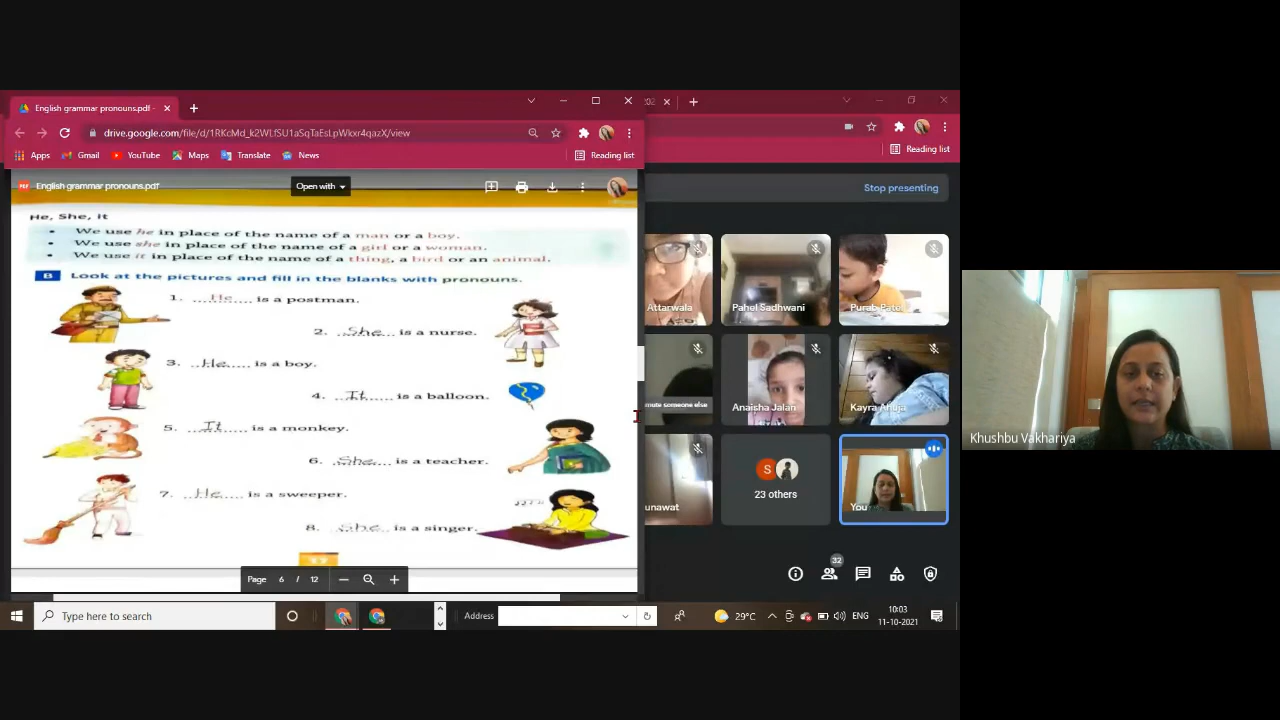 English grammar pronouns.pdf -
drive.google.com/file/d/1RKcMd_k2WLfSU1aSqTaEsLpWkxr4qazX/view
Apps Gmail YouTube Maps Translate News Reading list
Reading list
English grammar pronouns.pdf
Open with
Stop presenting
He, She, It
• We use he in place of the name of a man or a boy.
• We use she in place of the name of a girl or a woman.
• We use it in place of the name of a thing, a bird or an animal.
B Look at the pictures and fill in the blanks with pronouns.
1. He is a postman.
2. She is a nurse.
3. He is a boy.
4. It is a balloon.
5. It is a monkey.
6. She is a teacher.
7. He is a sweeper.
8. She is a singer.
Page 6 / 12
Attarwala
Pahel Sadhwani
Purab Patel
mute someone else
Anaisha Jalan
Kayra Ahuja
unawat
S
23 others
You
32
Khushbu Vakhariya
Type here to search
Address
29°C
ENG
10:03
11-10-2021